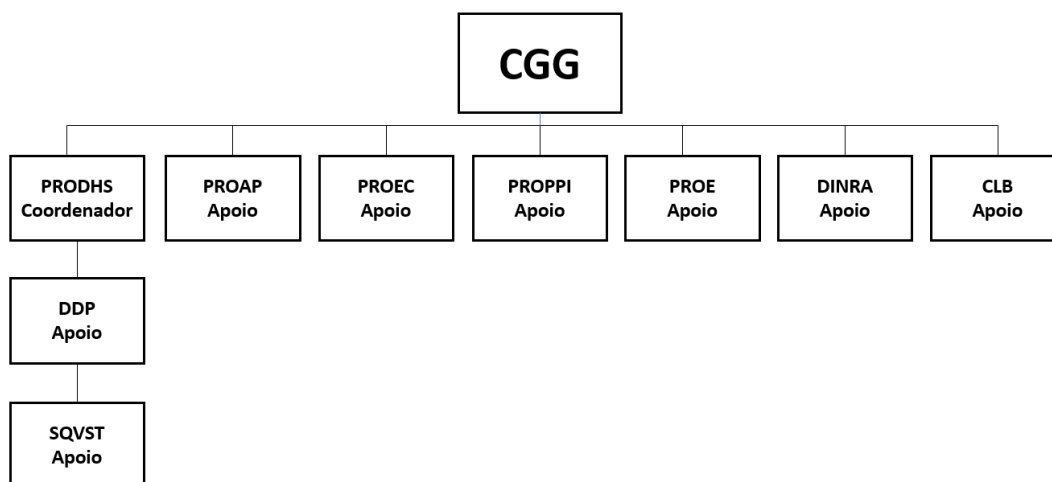 CGG
PRODHS
Coordenador
PROAP
Apoio
PROEC
Apoio
PROPPI
Apoio
PROE
Apoio
DINRA
Apoio
CLB
Apoio
DDP
Apoio
SQVST
Apoio